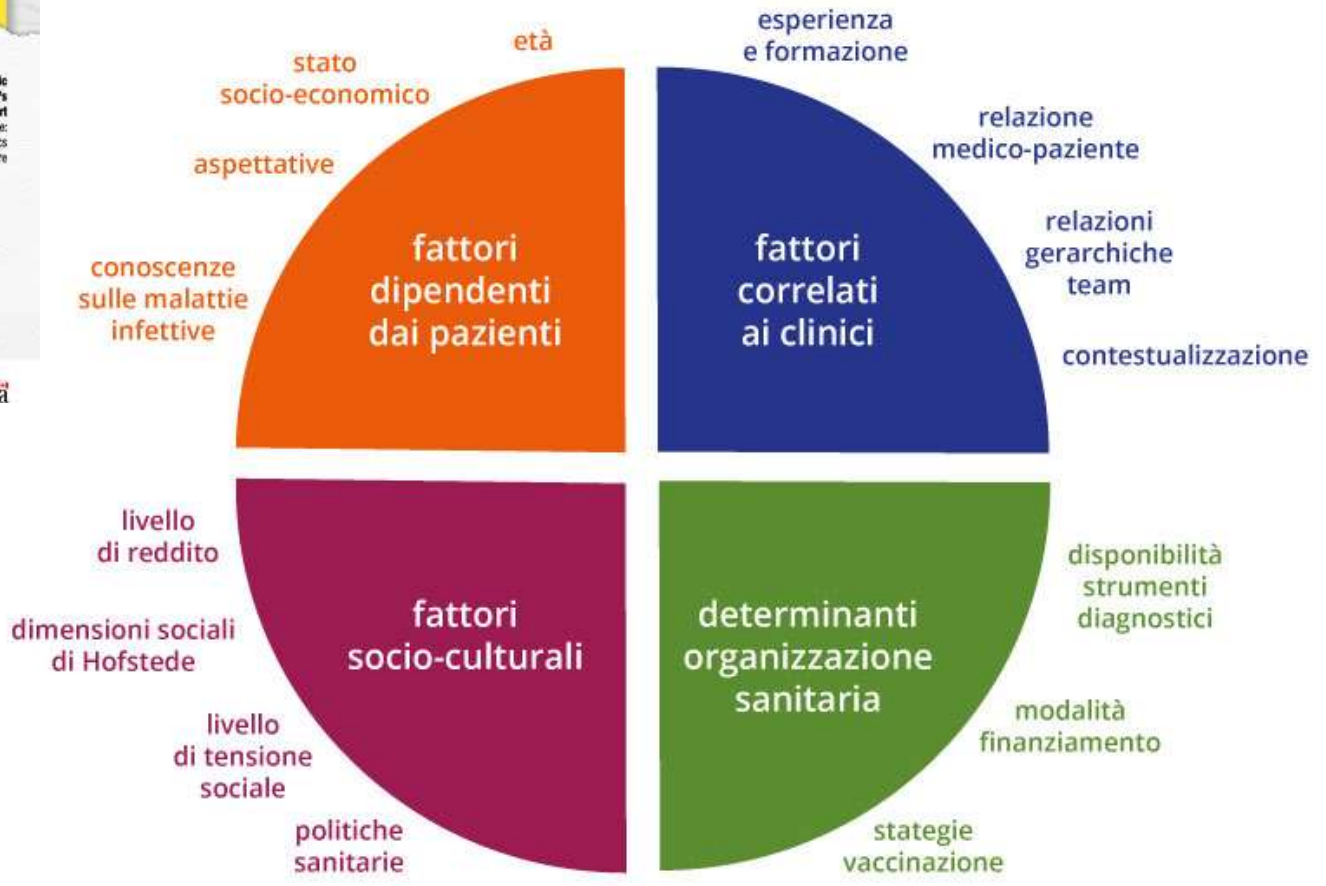 età
stato
socio-economico
aspettative
conoscenze
sulle malattie
infettive
fattori
dipendenti
dai pazienti
esperienza
e formazione
relazione
medico-paziente
relazioni
gerarchiche
team
contestualizzazione
fattori
correlati
ai clinici
livello
di reddito
dimensioni sociali
di Hofstede
livello
di tensione
sociale
politiche
sanitarie
fattori
socio-culturali
determinanti
organizzazione
sanitaria
disponibilità
strumenti
diagnostici
modalità
finanziamento
stategie
vaccinazione